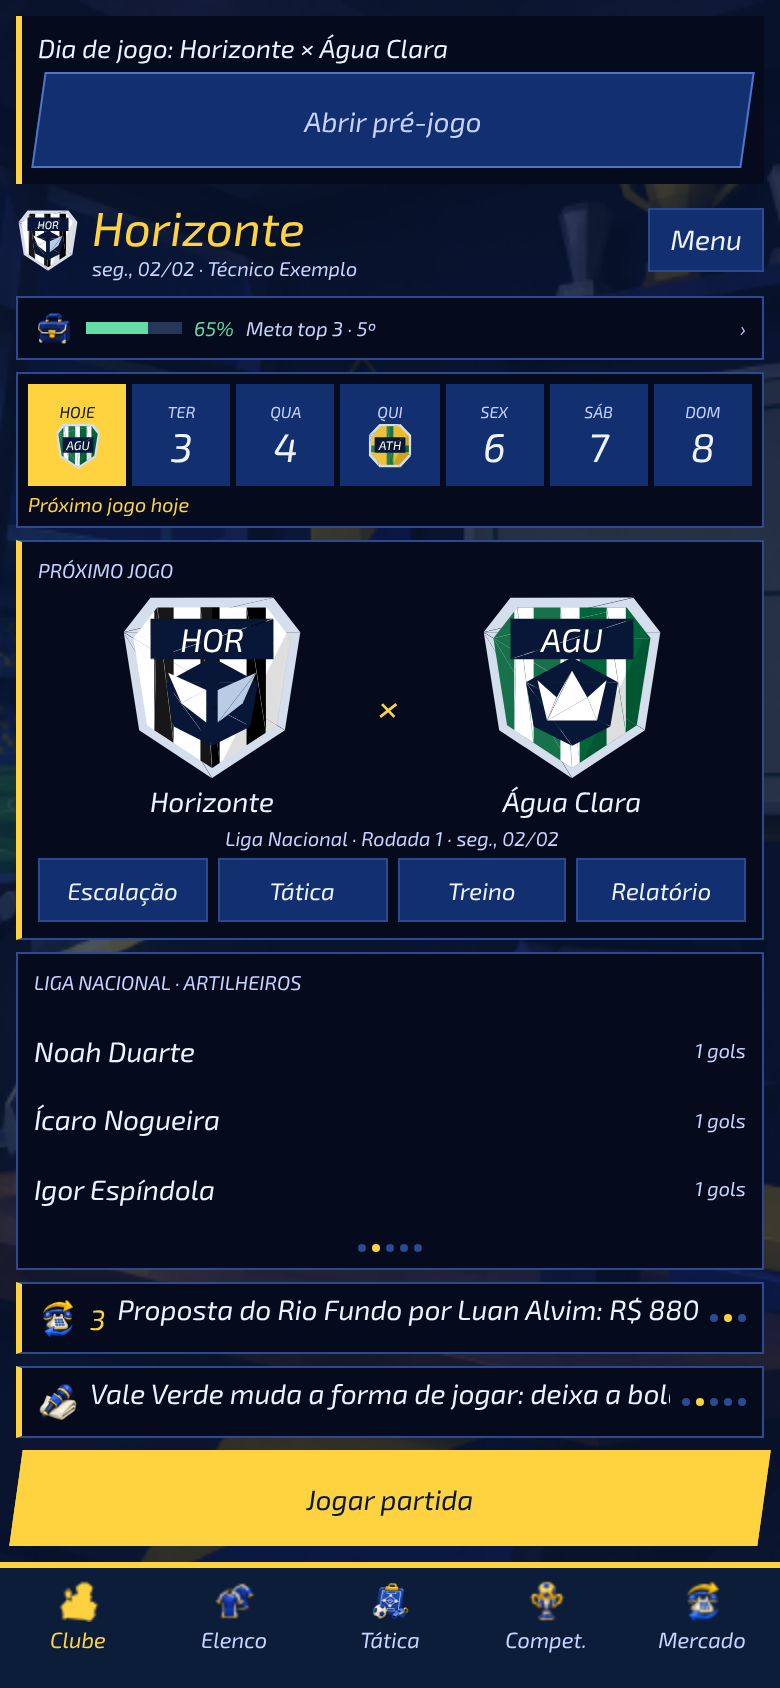 Dia de jogo: Horizonte × Água Clara
Abrir pré-jogo
HOR
Horizonte
seg., 02/02 · Técnico Exemplo
Menu
65% Meta top 3 · 5º ›
HOJE TER QUA QUI SEX SÁB DOM
AGU 3 4 ATH 6 7 8
Próximo jogo hoje
PRÓXIMO JOGO
HOR AGU
×
Horizonte Água Clara
Liga Nacional · Rodada 1 · seg., 02/02
Escalação Tática Treino Relatório
LIGA NACIONAL · ARTILHEIROS
Noah Duarte 1 gols
Ícaro Nogueira 1 gols
Igor Espíndola 1 gols
3 Proposta do Rio Fundo por Luan Alvim: R$ 880
Vale Verde muda a forma de jogar: deixa a
Jogar partida
Clube Elenco Tática Compet. Mercado